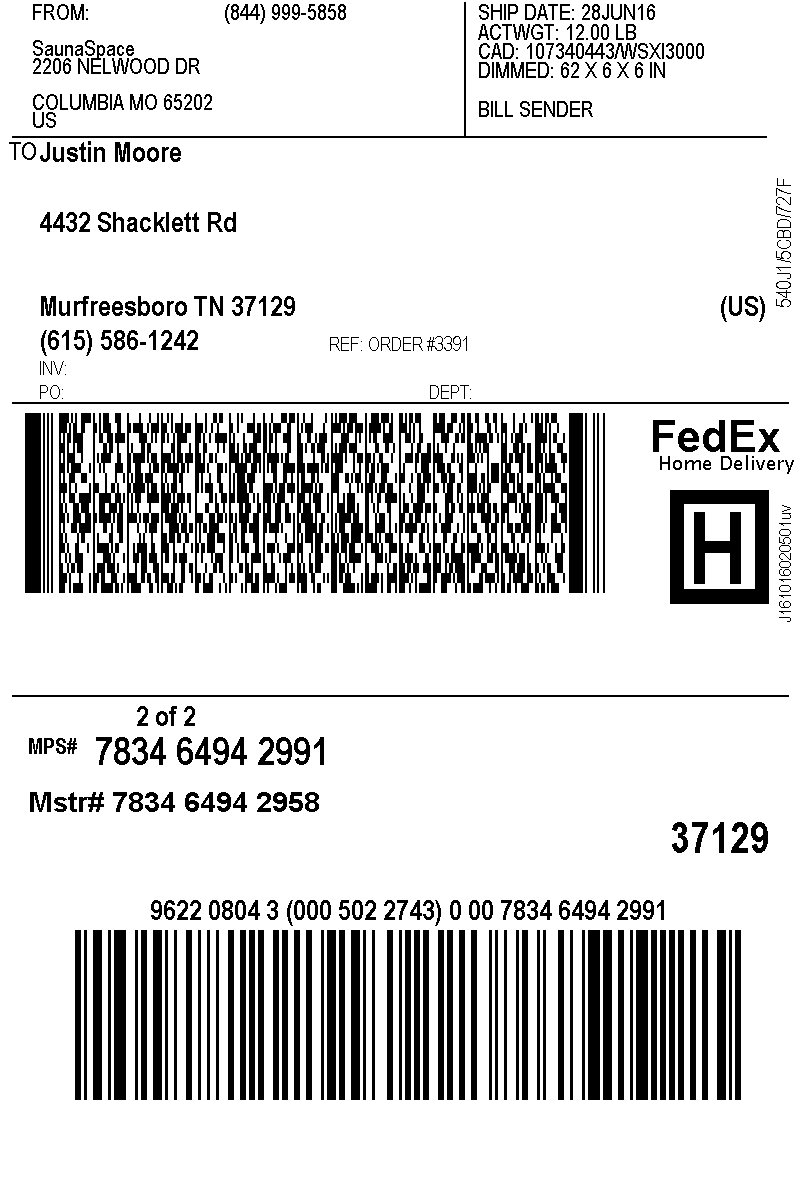 FROM: (844) 999-5858
SaunaSpace
2206 NELWOOD DR
COLUMBIA MO 65202
US
SHIP DATE: 28JUN16
ACTWGT: 12.00 LB
CAD: 107340443/WSXI3000
DIMMED: 62 X 6 X 6 IN
BILL SENDER
TO Justin Moore
4432 Shacklett Rd
Murfreesboro TN 37129 (US)
(615) 586-1242 REF: ORDER #3391
INV:
PO: DEPT:
540J1/5CBD/727F
FedEx
Home Delivery
H
J161016020501uv
2 of 2
MPS# 7834 6494 2991
Mstr# 7834 6494 2958
37129
9622 0804 3 (000 502 2743) 0 00 7834 6494 2991